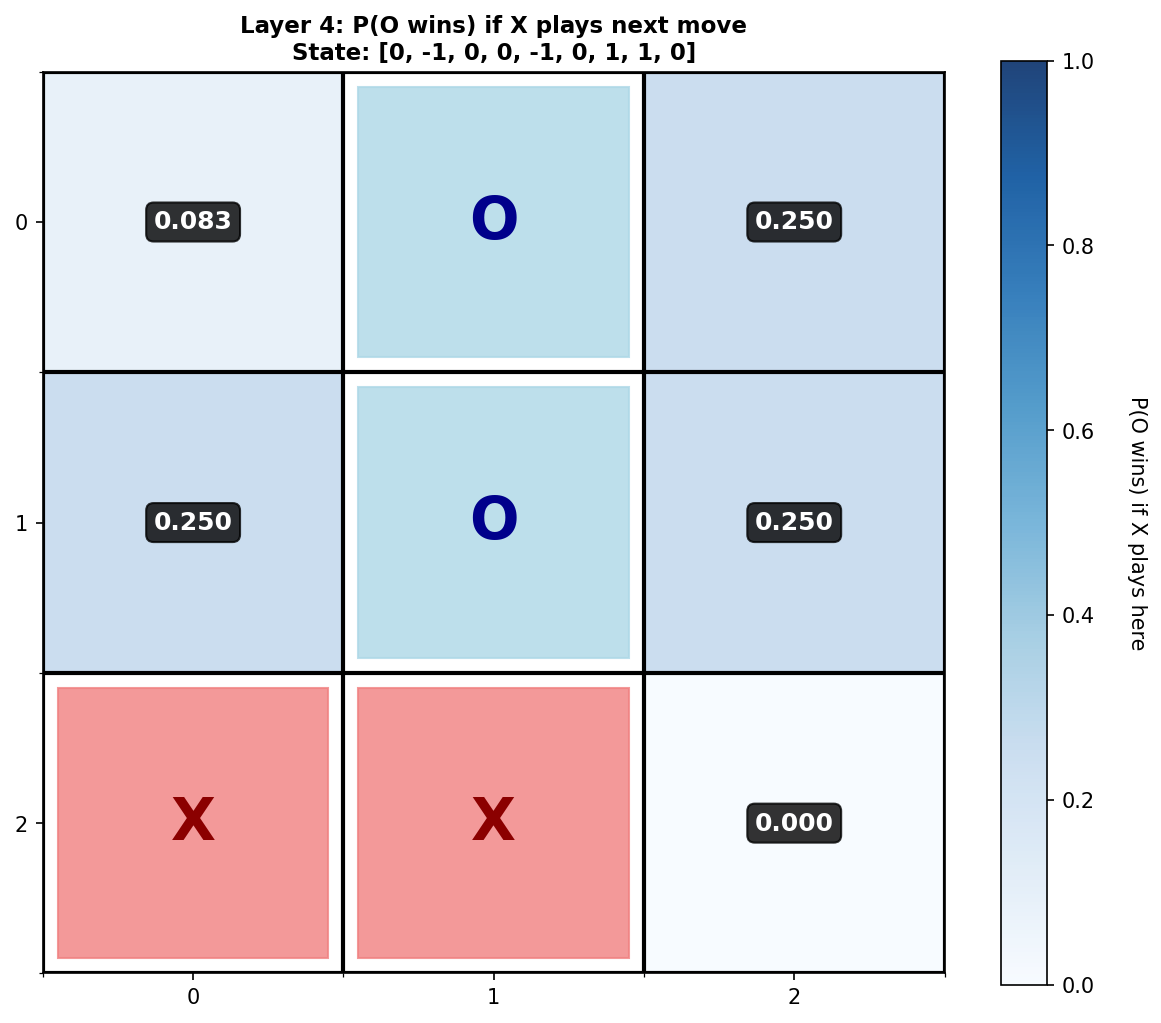 Layer 4: P(O wins) if X plays next move
State: [0, -1, 0, 0, -1, 0, 1, 1, 0]
0.083
O
0.250
0.250
O
0.250
X
X
0.000
0
1
2
0
1
2
1.0
0.8
0.6
0.4
0.2
0.0
P(O wins) if X plays here